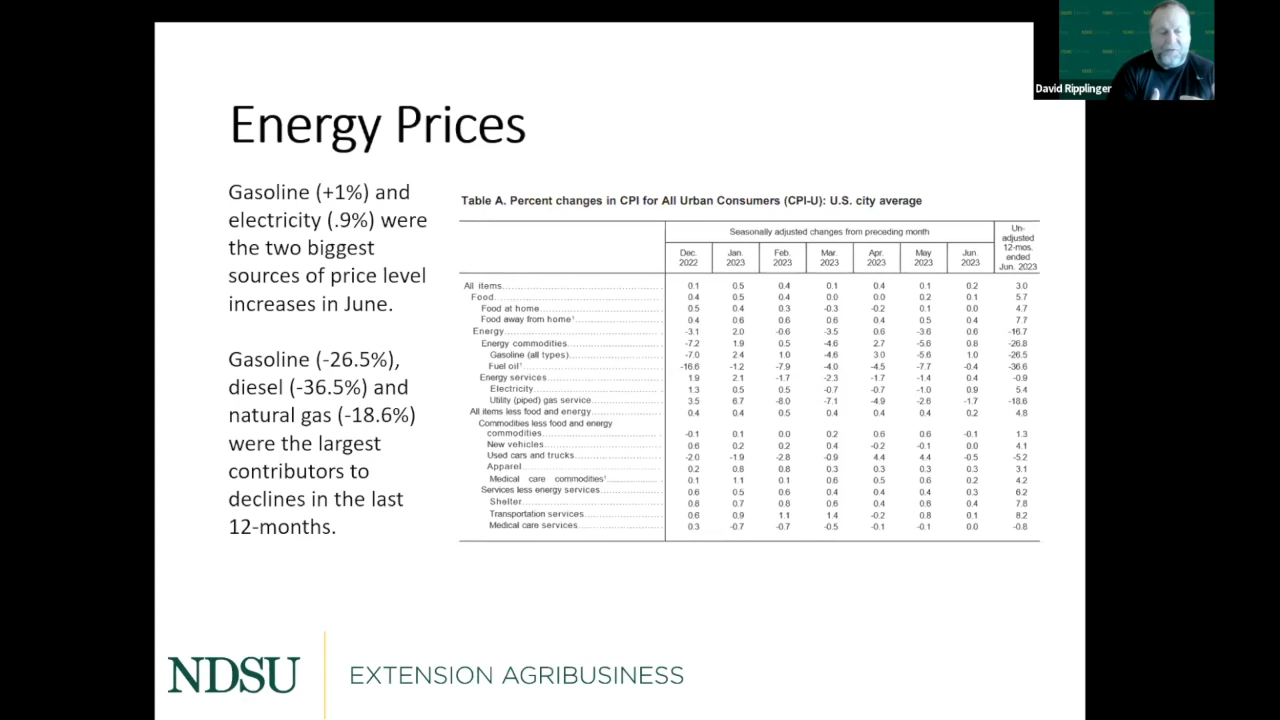 David Ripplinger
Energy Prices
Gasoline (+1%) and
electricity (.9%) were
the two biggest
sources of price level
increases in June.
Gasoline (-26.5%),
diesel (-36.5%) and
natural gas (-18.6%)
were the largest
contributors to
declines in the last
12-months.
Table A. Percent changes in CPI for All Urban Consumers (CPI-U): U.S. city average
Seasonally adjusted changes from preceding month
Un-
adjusted
12-mos.
ended
Jun. 2023
Dec. 2022 Jan. 2023 Feb. 2023 Mar. 2023 Apr. 2023 May 2023 Jun. 2023
All items 0.1 0.5 0.4 0.1 0.4 0.1 0.2 3.0
Food 0.4 0.5 0.4 0.0 0.0 0.2 0.1 5.7
Food at home 0.5 0.4 0.3 -0.3 -0.2 0.1 0.0 4.7
Food away from home¹ 0.4 0.6 0.6 0.6 0.4 0.5 0.4 7.7
Energy -3.1 2.0 -0.6 -3.5 0.6 -3.6 0.6 -16.7
Energy commodities -7.2 1.9 0.5 -4.6 2.7 -5.6 0.8 -26.8
Gasoline (all types) -7.0 2.4 1.0 -4.6 3.0 -5.6 1.0 -26.5
Fuel oil¹ -16.6 -1.2 -7.9 -4.0 -4.5 -7.7 -0.4 -36.6
Energy services 1.9 2.1 -1.7 -2.3 -1.7 -1.4 0.4 -0.9
Electricity 1.3 0.5 0.5 -0.7 -0.7 -1.0 0.9 5.4
Utility (piped) gas service 3.5 6.7 -8.0 -7.1 -4.9 -2.6 -1.7 -18.6
All items less food and energy 0.4 0.4 0.5 0.4 0.4 0.4 0.2 4.8
Commodities less food and energy
commodities -0.1 0.1 0.0 0.2 0.6 0.6 -0.1 1.3
New vehicles 0.6 0.2 0.2 0.4 -0.2 -0.1 0.0 4.1
Used cars and trucks -2.0 -1.9 -2.8 -0.9 4.4 4.4 -0.5 -5.2
Apparel 0.2 0.8 0.8 0.3 0.3 0.3 0.3 3.1
Medical care commodities¹ 0.1 1.1 0.1 0.6 0.5 0.6 0.2 4.2
Services less energy services 0.6 0.5 0.6 0.4 0.4 0.4 0.3 6.2
Shelter 0.8 0.7 0.8 0.6 0.4 0.6 0.4 7.8
Transportation services 0.6 0.9 1.1 1.4 -0.2 0.8 0.1 8.2
Medical care services 0.3 -0.7 -0.7 -0.5 -0.1 -0.1 0.0 -0.8
NDSU
EXTENSION AGRIBUSINESS